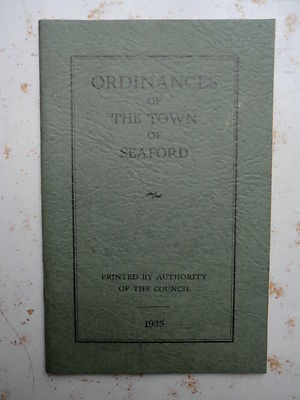 ORDINANCES
OF
THE TOWN
OF
SEAFORD
PRINTED BY AUTHORITY
OF THE COUNCIL
1935